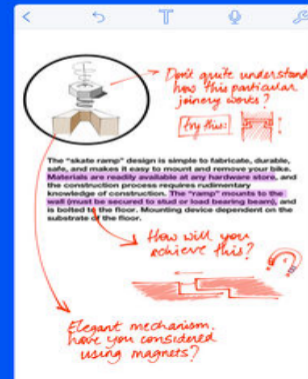 Don't quite understand
how this particular
joinery works?
try this:
The "skate ramp" design is simple to fabricate, durable,
safe, and makes it easy to mount and remove your bike.
Materials are readily available at any hardware store, and
the construction process requires rudimentary
knowledge of construction. The "ramp" mounts to the
wall (must be secured to stud or load bearing beam), and
is bolted to the floor. Mounting device dependent on the
substrate of the floor.
How will you
achieve this?
Elegant mechanism.
have you considered
using magnets?